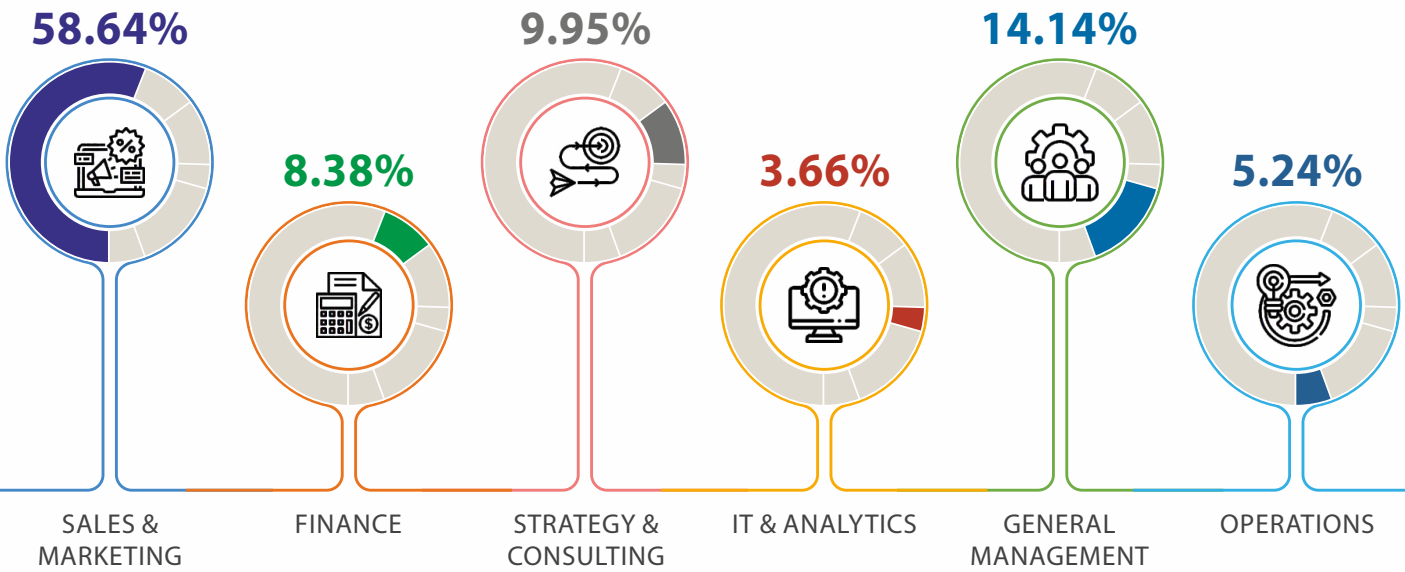 58.64%
9.95%
14.14%
8.38%
3.66%
5.24%
%
$
SALES &
MARKETING
FINANCE
STRATEGY &
CONSULTING
IT & ANALYTICS
GENERAL
MANAGEMENT
OPERATIONS